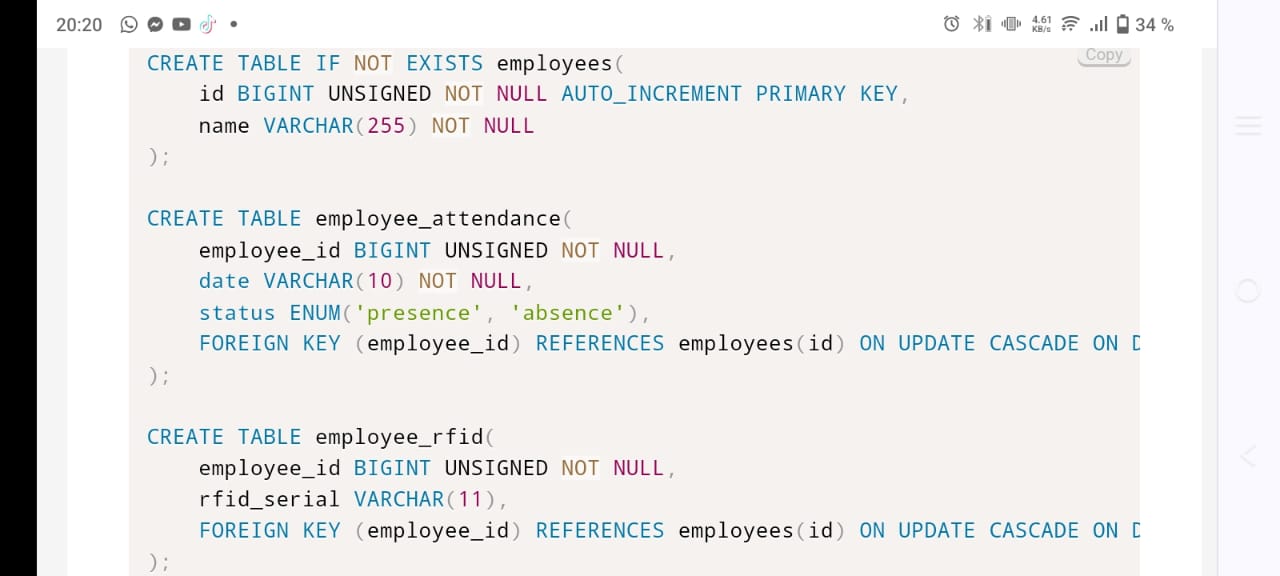 20:20 4.61 KB/s 34 %
Copy
CREATE TABLE IF NOT EXISTS employees(
    id BIGINT UNSIGNED NOT NULL AUTO_INCREMENT PRIMARY KEY,
    name VARCHAR(255) NOT NULL
);

CREATE TABLE employee_attendance(
    employee_id BIGINT UNSIGNED NOT NULL,
    date VARCHAR(10) NOT NULL,
    status ENUM('presence', 'absence'),
    FOREIGN KEY (employee_id) REFERENCES employees(id) ON UPDATE CASCADE ON D
);

CREATE TABLE employee_rfid(
    employee_id BIGINT UNSIGNED NOT NULL,
    rfid_serial VARCHAR(11),
    FOREIGN KEY (employee_id) REFERENCES employees(id) ON UPDATE CASCADE ON D
);